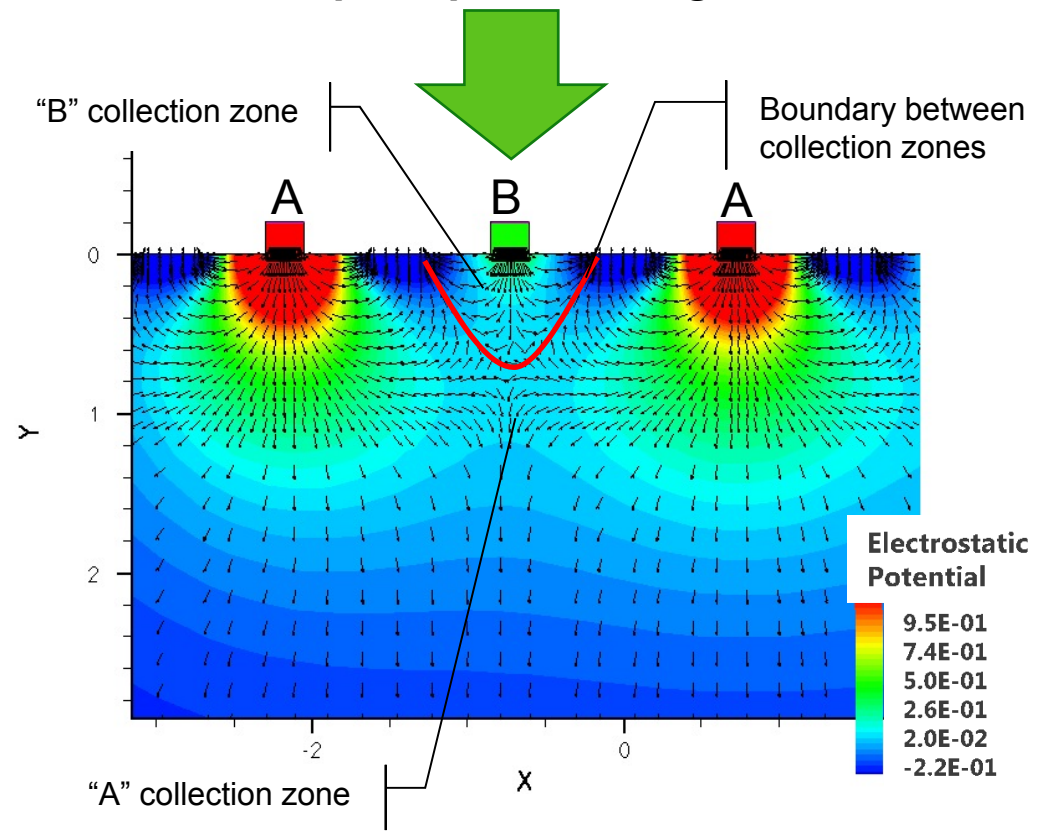 “B” collection zone
Boundary between
collection zones
A
B
A
0
1
2
Y
-2
0
X
Electrostatic
Potential
9.5E-01
7.4E-01
5.0E-01
2.6E-01
2.0E-02
-2.2E-01
“A” collection zone